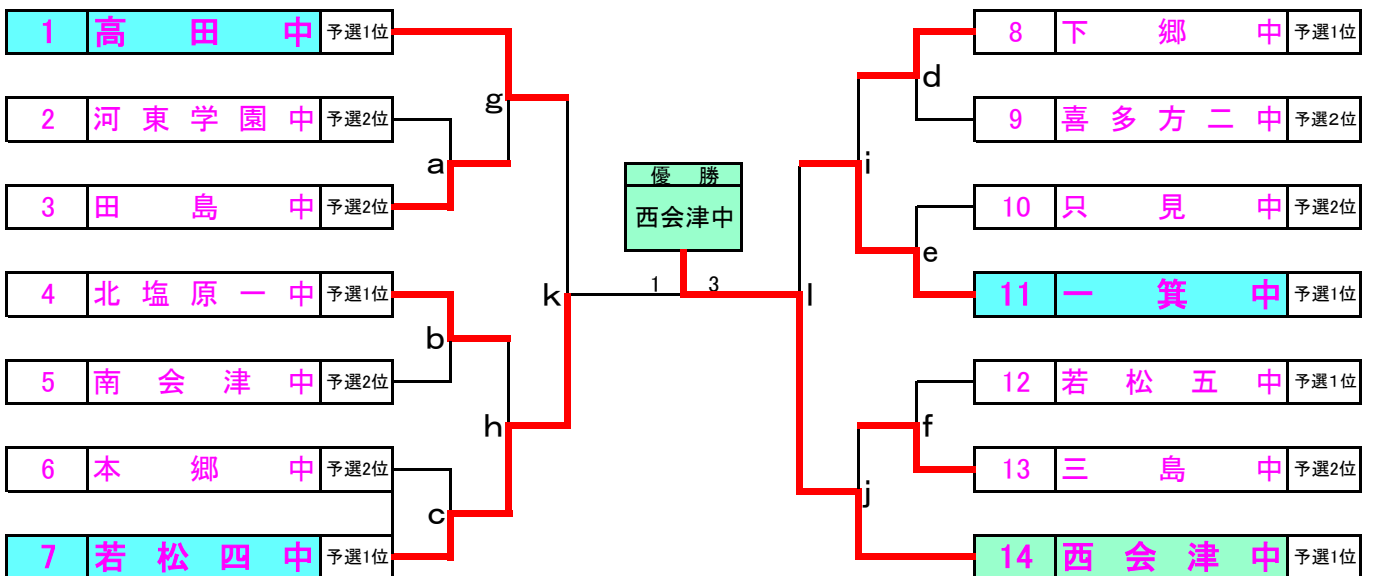 1 高田中 予選1位
2 河東学園中 予選2位
3 田島中 予選2位
4 北塩原一中 予選1位
5 南会津中 予選2位
6 本郷中 予選2位
7 若松四中 予選1位
g
a
b
h
c
k
優勝
西会津中
1 3
l
i
d
e
f
j
8 下郷中 予選1位
9 喜多方二中 予選2位
10 只見中 予選2位
11 一箕中 予選1位
12 若松五中 予選1位
13 三島中 予選2位
14 西会津中 予選1位